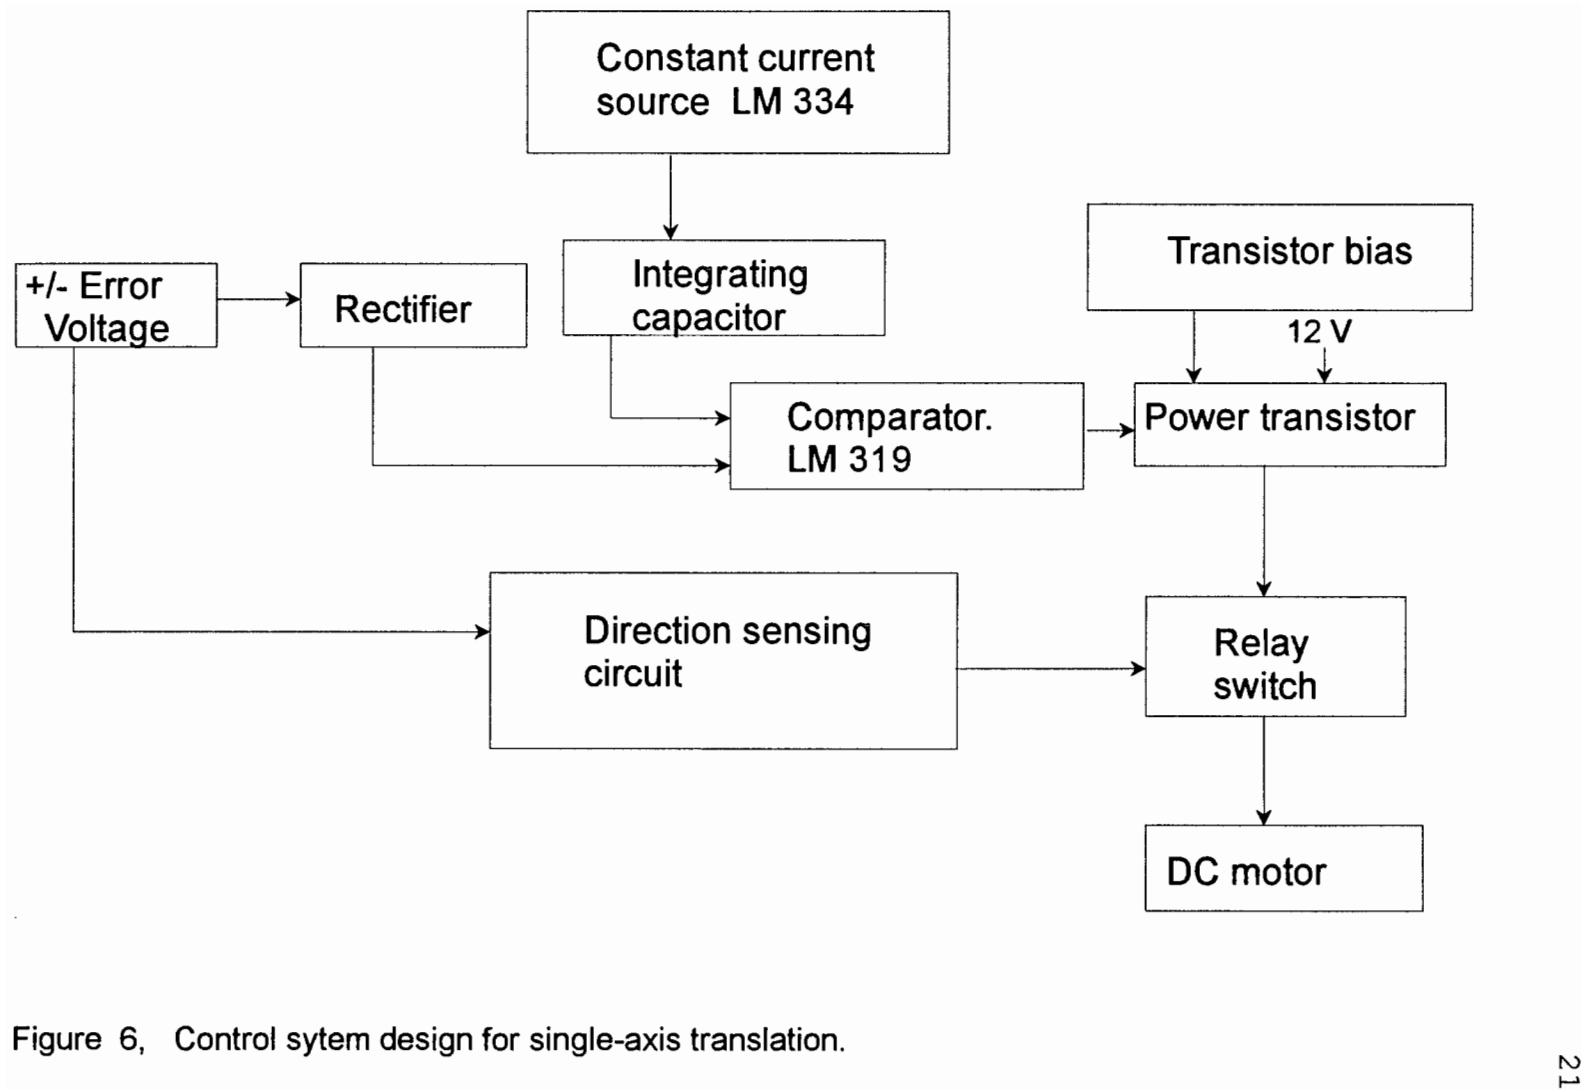 Constant current
source LM 334
Transistor bias
+/- Error
Voltage
Rectifier
Integrating
capacitor
12 V
Comparator.
LM 319
Power transistor
Direction sensing
circuit
Relay
switch
DC motor
Figure 6, Control sytem design for single-axis translation.
21